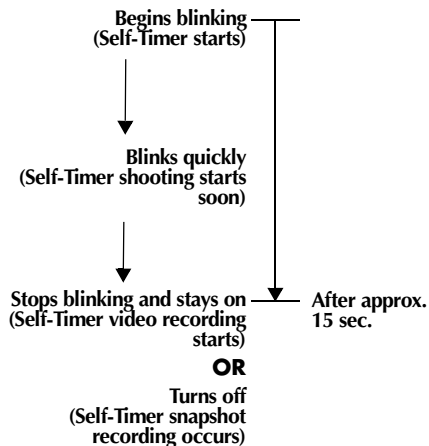 Begins blinking
(Self-Timer starts)
Blinks quickly
(Self-Timer shooting starts
soon)
Stops blinking and stays on
(Self-Timer video recording
starts)
After approx.
15 sec.
OR
Turns off
(Self-Timer snapshot
recording occurs)